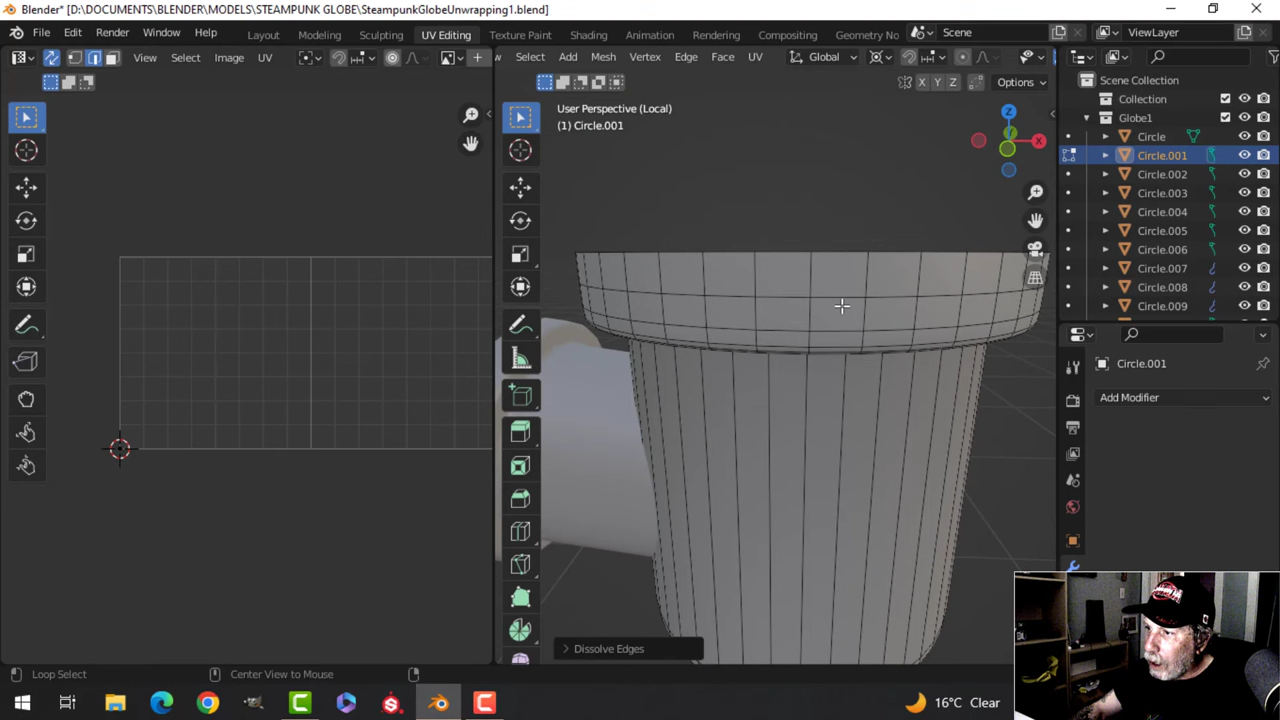 Blender* [D:\DOCUMENTS\BLENDER\MODELS\STEAMPUNK GLOBE\SteampunkGlobeUnwrapping1.blend]
File Edit Render Window Help Layout Modeling Sculpting UV Editing Texture Paint Shading Animation Rendering Compositing Geometry No Scene ViewLayer
View Select Image UV Select Add Mesh Vertex Edge Face UV Global
X Y Z Options
Scene Collection
Collection
Globe1
Circle
Circle.001
Circle.002
Circle.003
Circle.004
Circle.005
Circle.006
Circle.007
Circle.008
Circle.009
User Perspective (Local)
(1) Circle.001
Z
X
Circle.001
Add Modifier
Dissolve Edges
Loop Select Center View to Mouse
16°C Clear